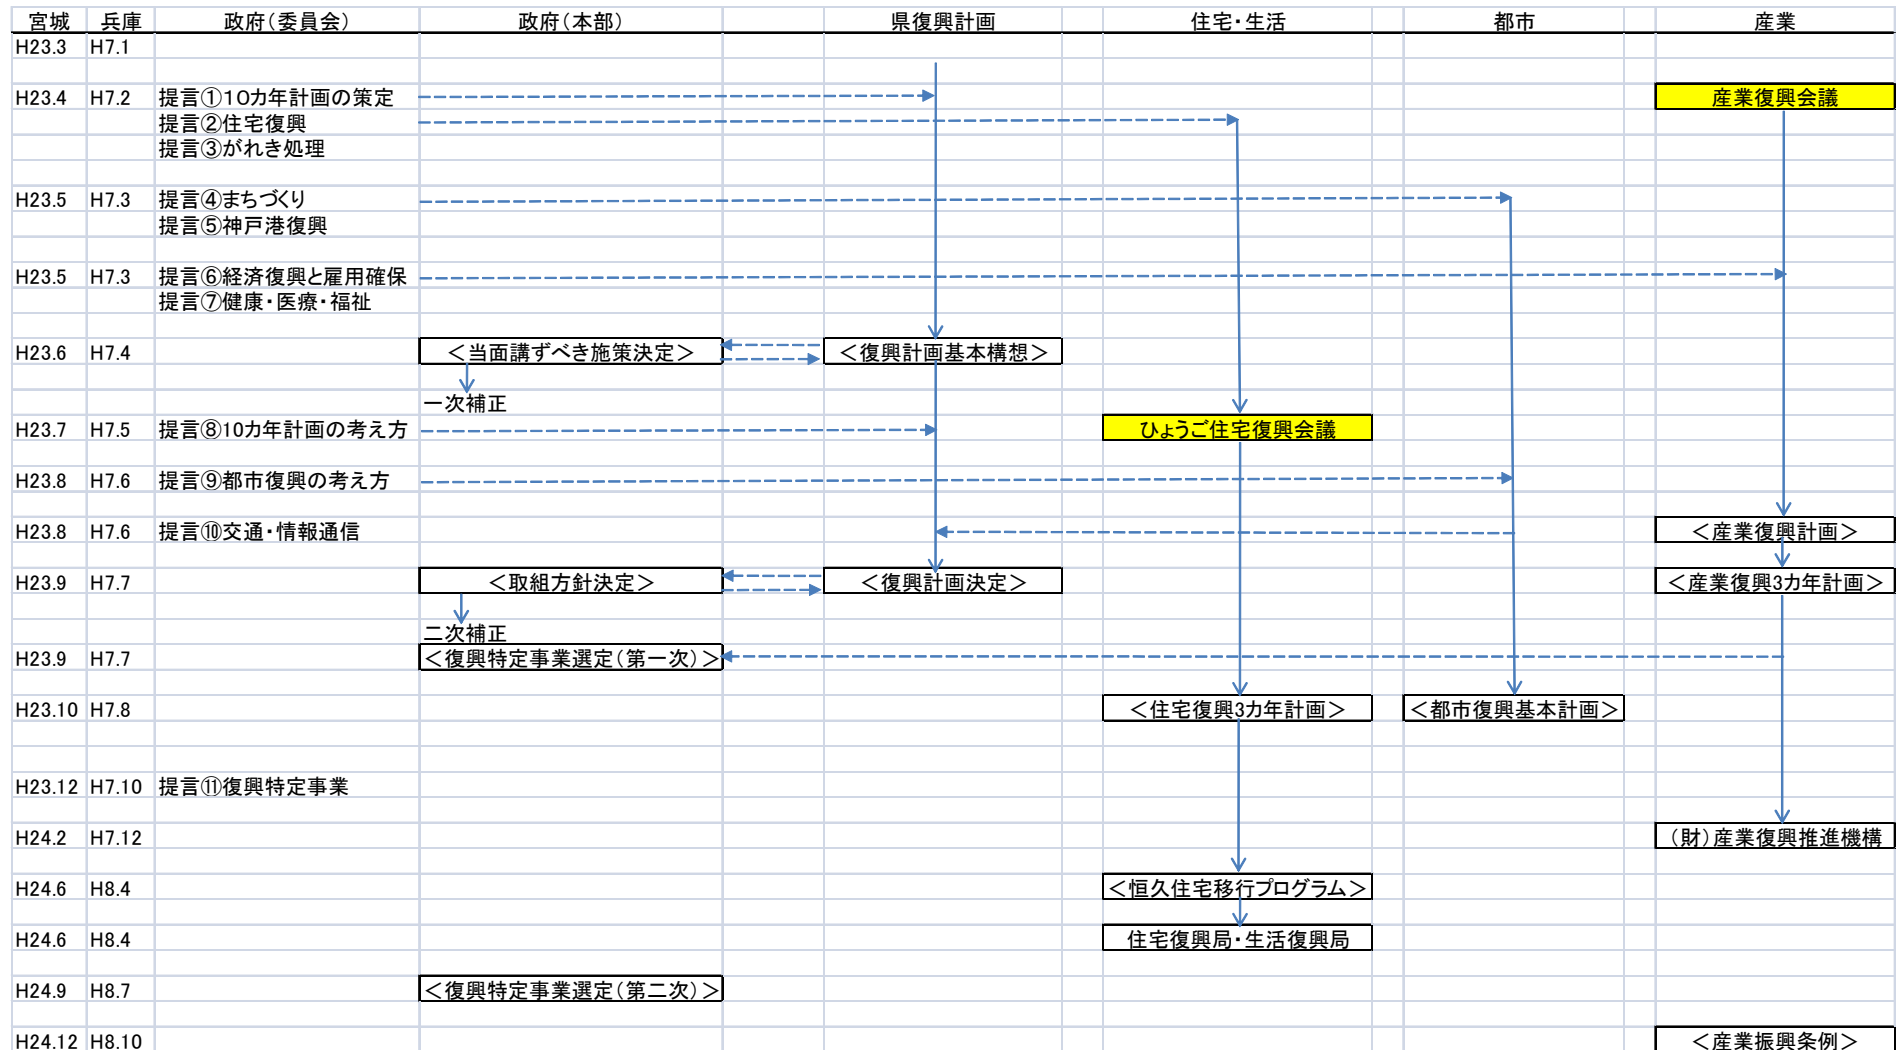 宮城 兵庫 政府（委員会） 政府（本部） 県復興計画 住宅・生活 都市 産業
H23.3 H7.1
H23.4 H7.2 提言①10カ年計画の策定 産業復興会議
提言②住宅復興
提言③がれき処理
H23.5 H7.3 提言④まちづくり
提言⑤神戸港復興
H23.5 H7.3 提言⑥経済復興と雇用確保
提言⑦健康・医療・福祉
H23.6 H7.4 ＜当面講ずべき施策決定＞ ＜復興計画基本構想＞
一次補正
H23.7 H7.5 提言⑧10カ年計画の考え方 ひょうご住宅復興会議
H23.8 H7.6 提言⑨都市復興の考え方
H23.8 H7.6 提言⑩交通・情報通信 ＜産業復興計画＞
H23.9 H7.7 ＜取組方針決定＞ ＜復興計画決定＞ ＜産業復興3カ年計画＞
二次補正
H23.9 H7.7 ＜復興特定事業選定（第一次）＞
H23.10 H7.8 ＜住宅復興3カ年計画＞ ＜都市復興基本計画＞
H23.12 H7.10 提言⑪復興特定事業
H24.2 H7.12 （財）産業復興推進機構
H24.6 H8.4 ＜恒久住宅移行プログラム＞
H24.6 H8.4 住宅復興局・生活復興局
H24.9 H8.7 ＜復興特定事業選定（第二次）＞
H24.12 H8.10 ＜産業振興条例＞